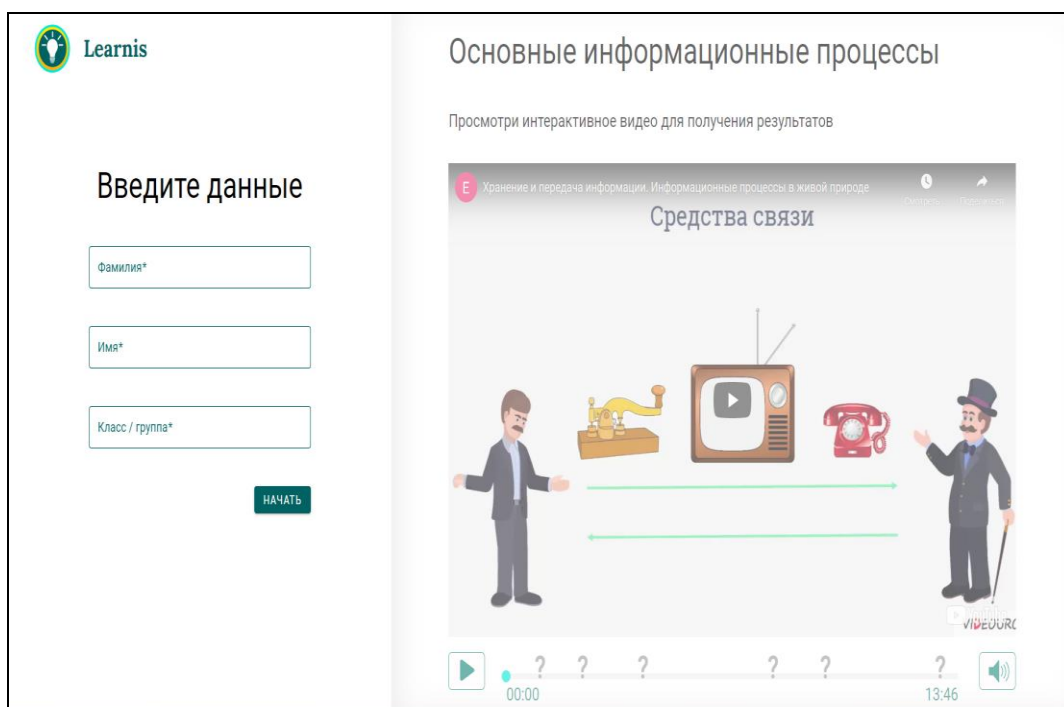 Learnis
Введите данные
Фамилия*
Имя*
Класс / группа*
НАЧАТЬ
Основные информационные процессы
Просмотри интерактивное видео для получения результатов
E Хранение и передача информации. Информационные процессы в живой природе
Средства связи
? ? ? ? ? ?
00:00 13:46